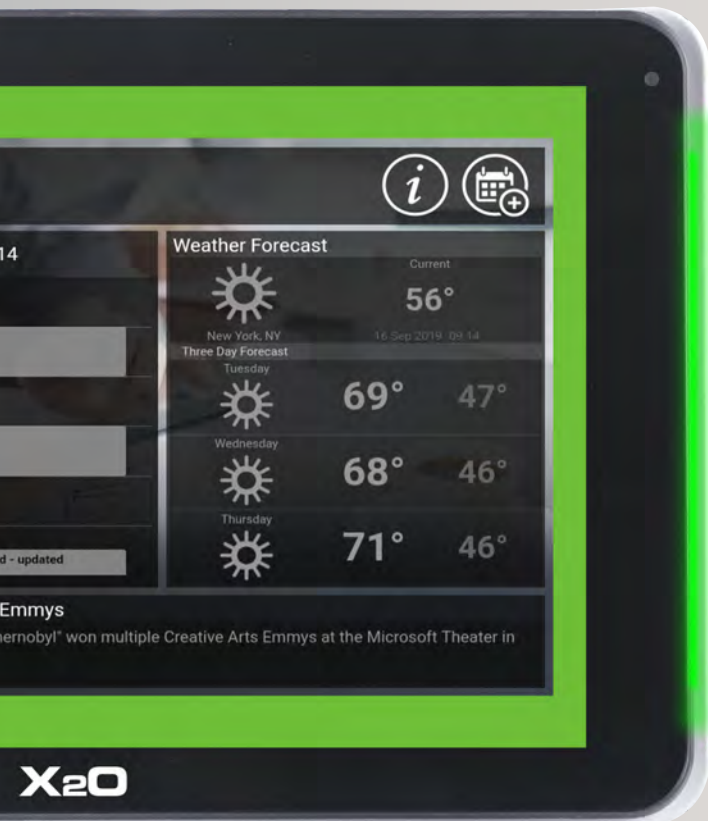 14
Weather Forecast
Current
56°
New York, NY
16 Sep 2019 09:14
Three Day Forecast
Tuesday
69° 47°
Wednesday
68° 46°
Thursday
71° 46°
d - updated
Emmys
ernobyl" won multiple Creative Arts Emmys at the Microsoft Theater in
X2O